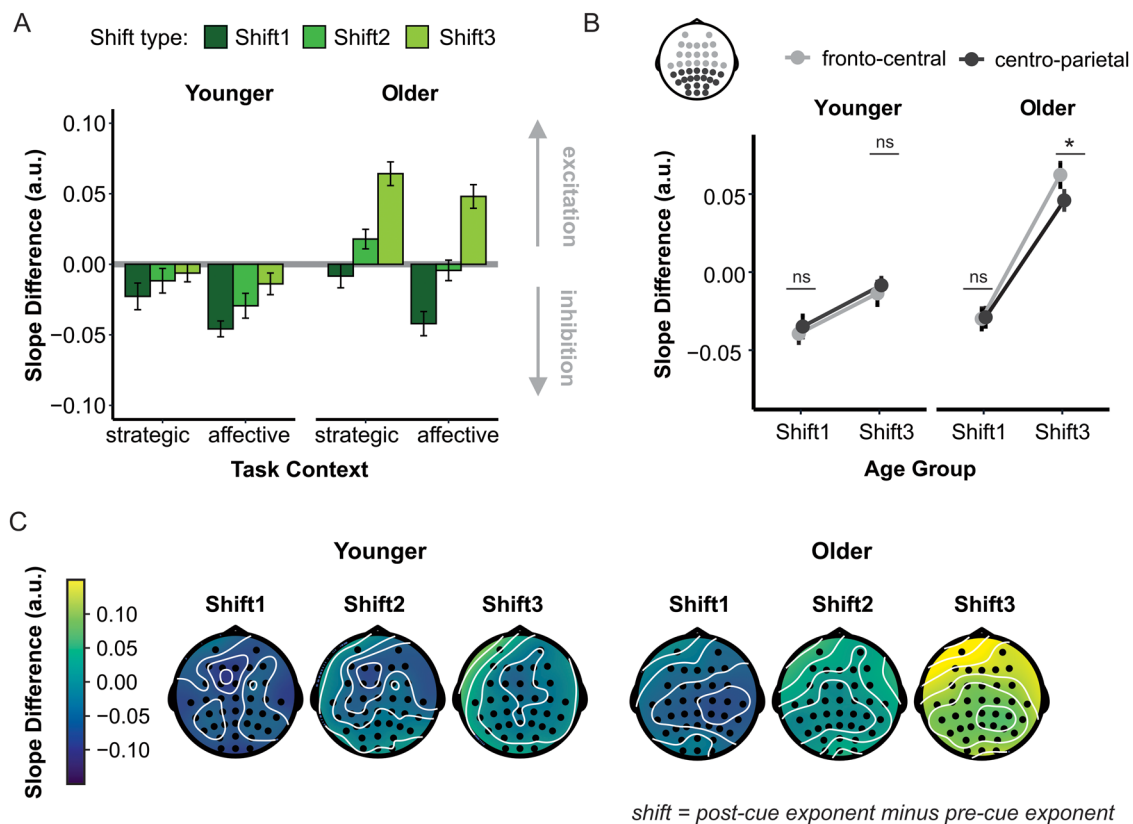 A
Shift type: Shift1 Shift2 Shift3
Younger Older
Slope Difference (a.u.)
0.10
0.05
0.00
−0.05
−0.10
excitation
inhibition
strategic affective strategic affective
Task Context
B
fronto-central centro-parietal
Younger Older
Slope Difference (a.u.)
ns *
0.05
0.00
ns ns
−0.05
Shift1 Shift3 Shift1 Shift3
Age Group
C
Younger Older
Slope Difference (a.u.)
Shift1 Shift2 Shift3 Shift1 Shift2 Shift3
0.10
0.05
0.00
−0.05
−0.10
shift = post-cue exponent minus pre-cue exponent